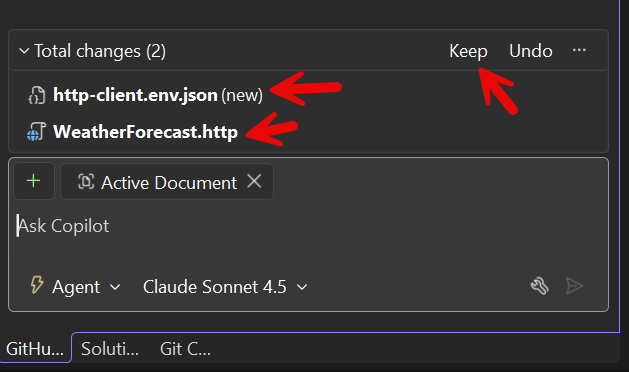 Total changes (2) Keep Undo ...
http-client.env.json (new)
WeatherForecast.http
+ Active Document
Ask Copilot
Agent Claude Sonnet 4.5
GitHu... Soluti... Git C...